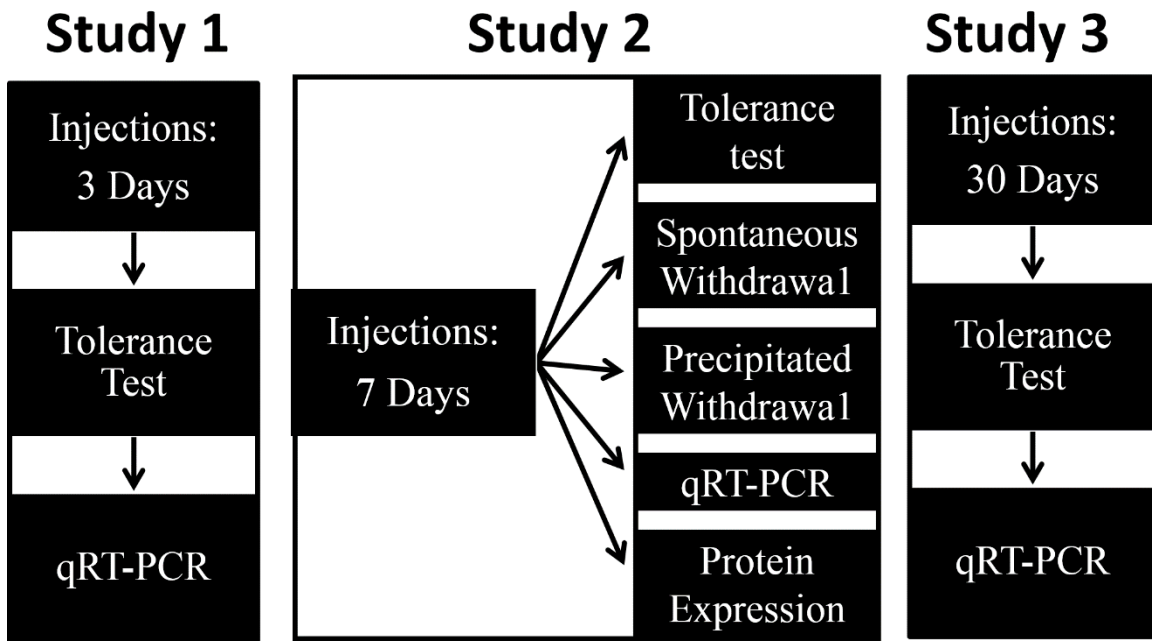 Study 1
Injections:
3 Days
Tolerance
Test
qRT-PCR
Study 2
Injections:
7 Days
Tolerance
test
Spontaneous
Withdrawa1
Precipitated
Withdrawa1
qRT-PCR
Protein
Expression
Study 3
Injections:
30 Days
Tolerance
Test
qRT-PCR